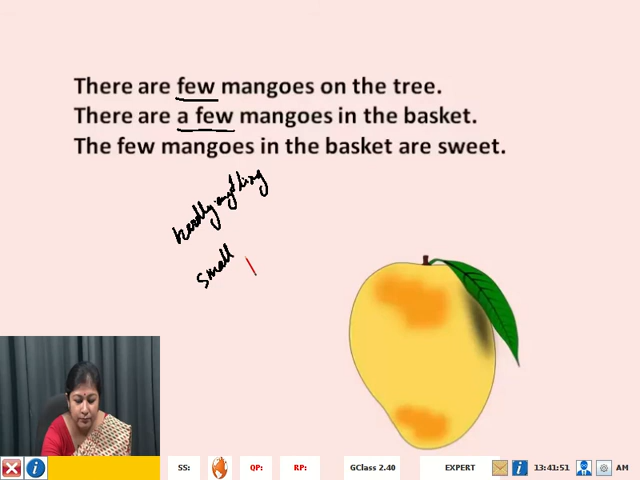 There are few mangoes on the tree.
There are a few mangoes in the basket.
The few mangoes in the basket are sweet.
hardly anything
small
SS:
QP:
RP:
GClass 2.40
EXPERT
13:41:51
AM